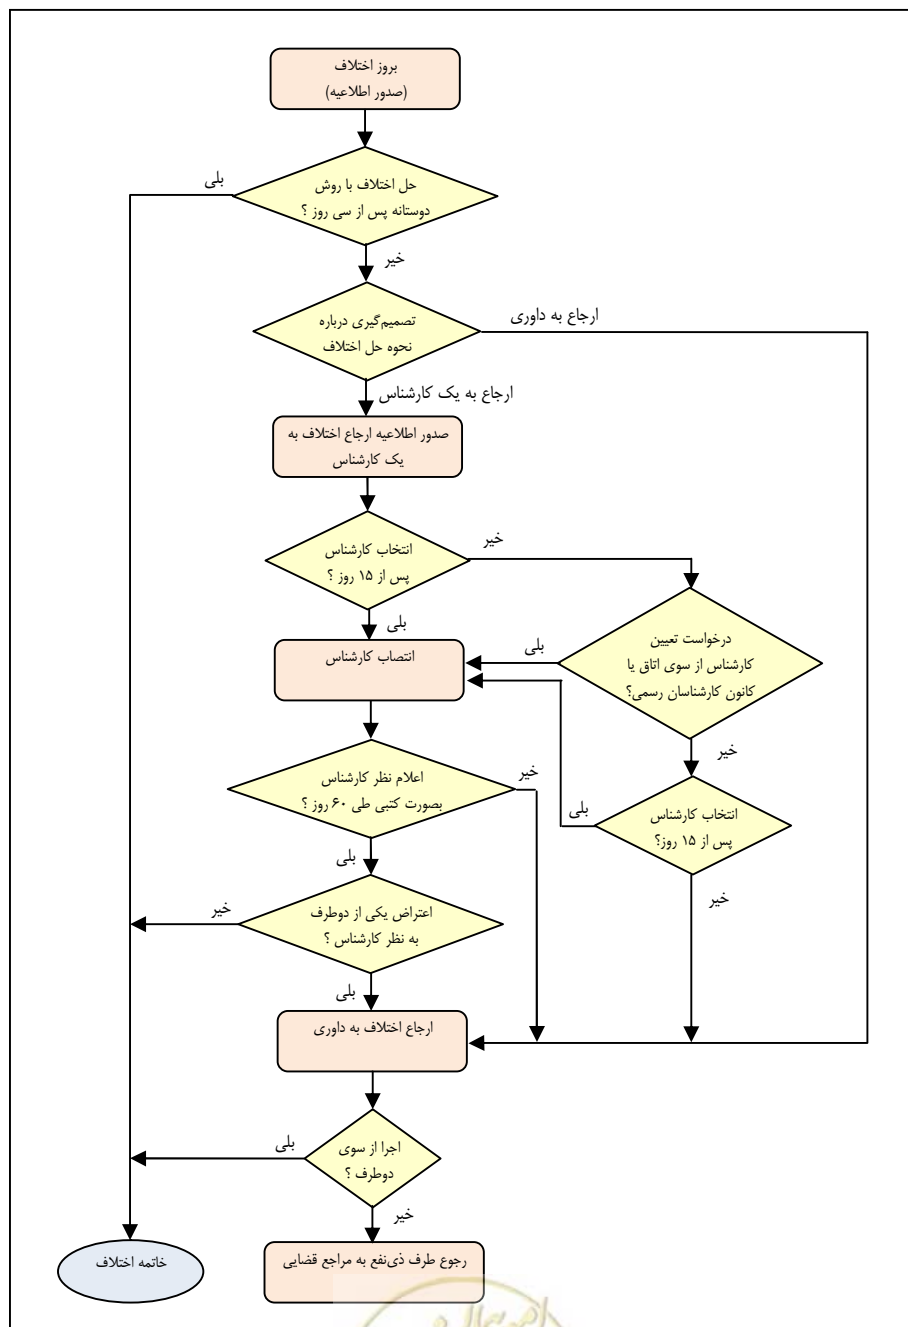 بروز اختلاف
(صدور اطلاعیه)
حل اختلاف با روش
دوستانه پس از سی روز ؟
بلی
خیر
تصمیم‌گیری درباره
نحوه حل اختلاف
ارجاع به داوری
ارجاع به یک کارشناس
صدور اطلاعیه ارجاع اختلاف به
یک کارشناس
انتخاب کارشناس
پس از ۱۵ روز ؟
خیر
بلی
درخواست تعیین
کارشناس از سوی اتاق یا
کانون کارشناسان رسمی؟
بلی
خیر
انتصاب کارشناس
اعلام نظر کارشناس
بصورت کتبی طی ۶۰ روز ؟
خیر
بلی
انتخاب کارشناس
پس از ۱۵ روز؟
بلی
خیر
اعتراض یکی از دوطرف
به نظر کارشناس ؟
خیر
بلی
ارجاع اختلاف به داوری
اجرا از سوی
دوطرف ؟
بلی
خیر
رجوع طرف ذی‌نفع به مراجع قضایی
خاتمه اختلاف